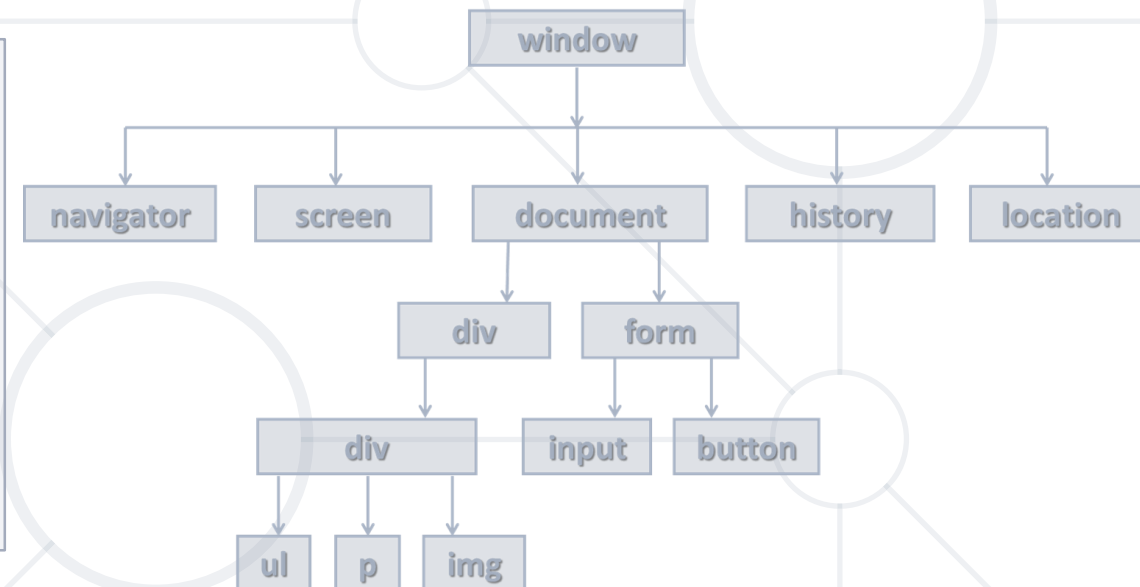 window
navigator screen document history location
div form
div input button
ul p img